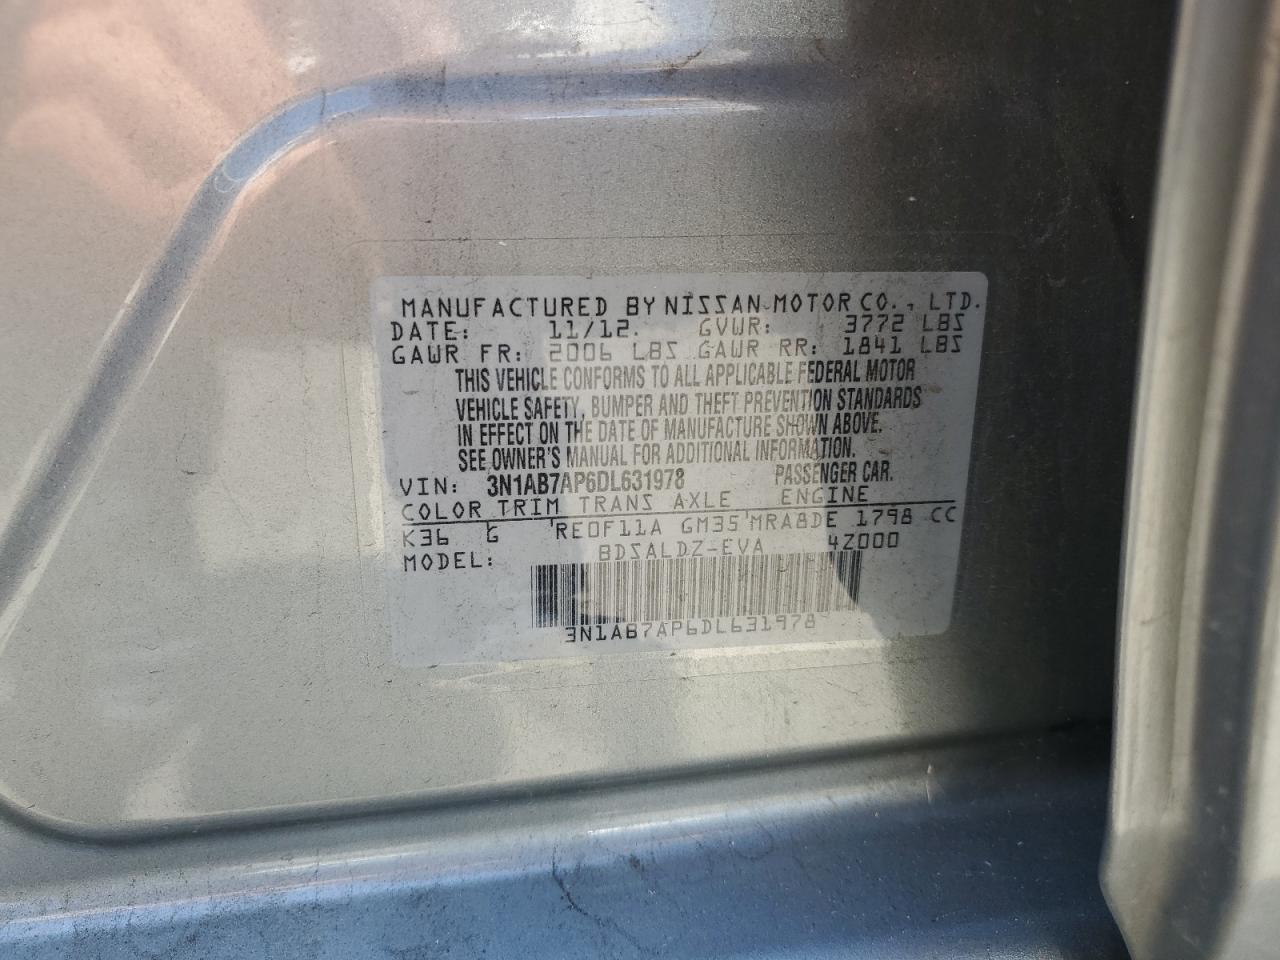 MANUFACTURED BY NISSAN MOTOR CO., LTD.
DATE: 11/12. GVWR: 3772 LBS
GAWR FR: 2006 LBS GAWR RR: 1841 LBS
THIS VEHICLE CONFORMS TO ALL APPLICABLE FEDERAL MOTOR
VEHICLE SAFETY, BUMPER AND THEFT PREVENTION STANDARDS
IN EFFECT ON THE DATE OF MANUFACTURE SHOWN ABOVE.
SEE OWNER'S MANUAL FOR ADDITIONAL INFORMATION.
VIN: 3N1AB7AP6DL631978 PASSENGER CAR.
COLOR TRIM TRANS AXLE ENGINE
K36 G RE0F11A GM35 MRA8DE 1798 CC
MODEL: BDSALDZ-EVA 4Z000
3N1AB7AP6DL631978